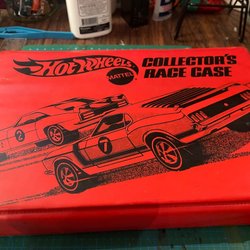 HOT WHEELS
MATTEL
COLLECTOR'S
RACE CASE
2
7